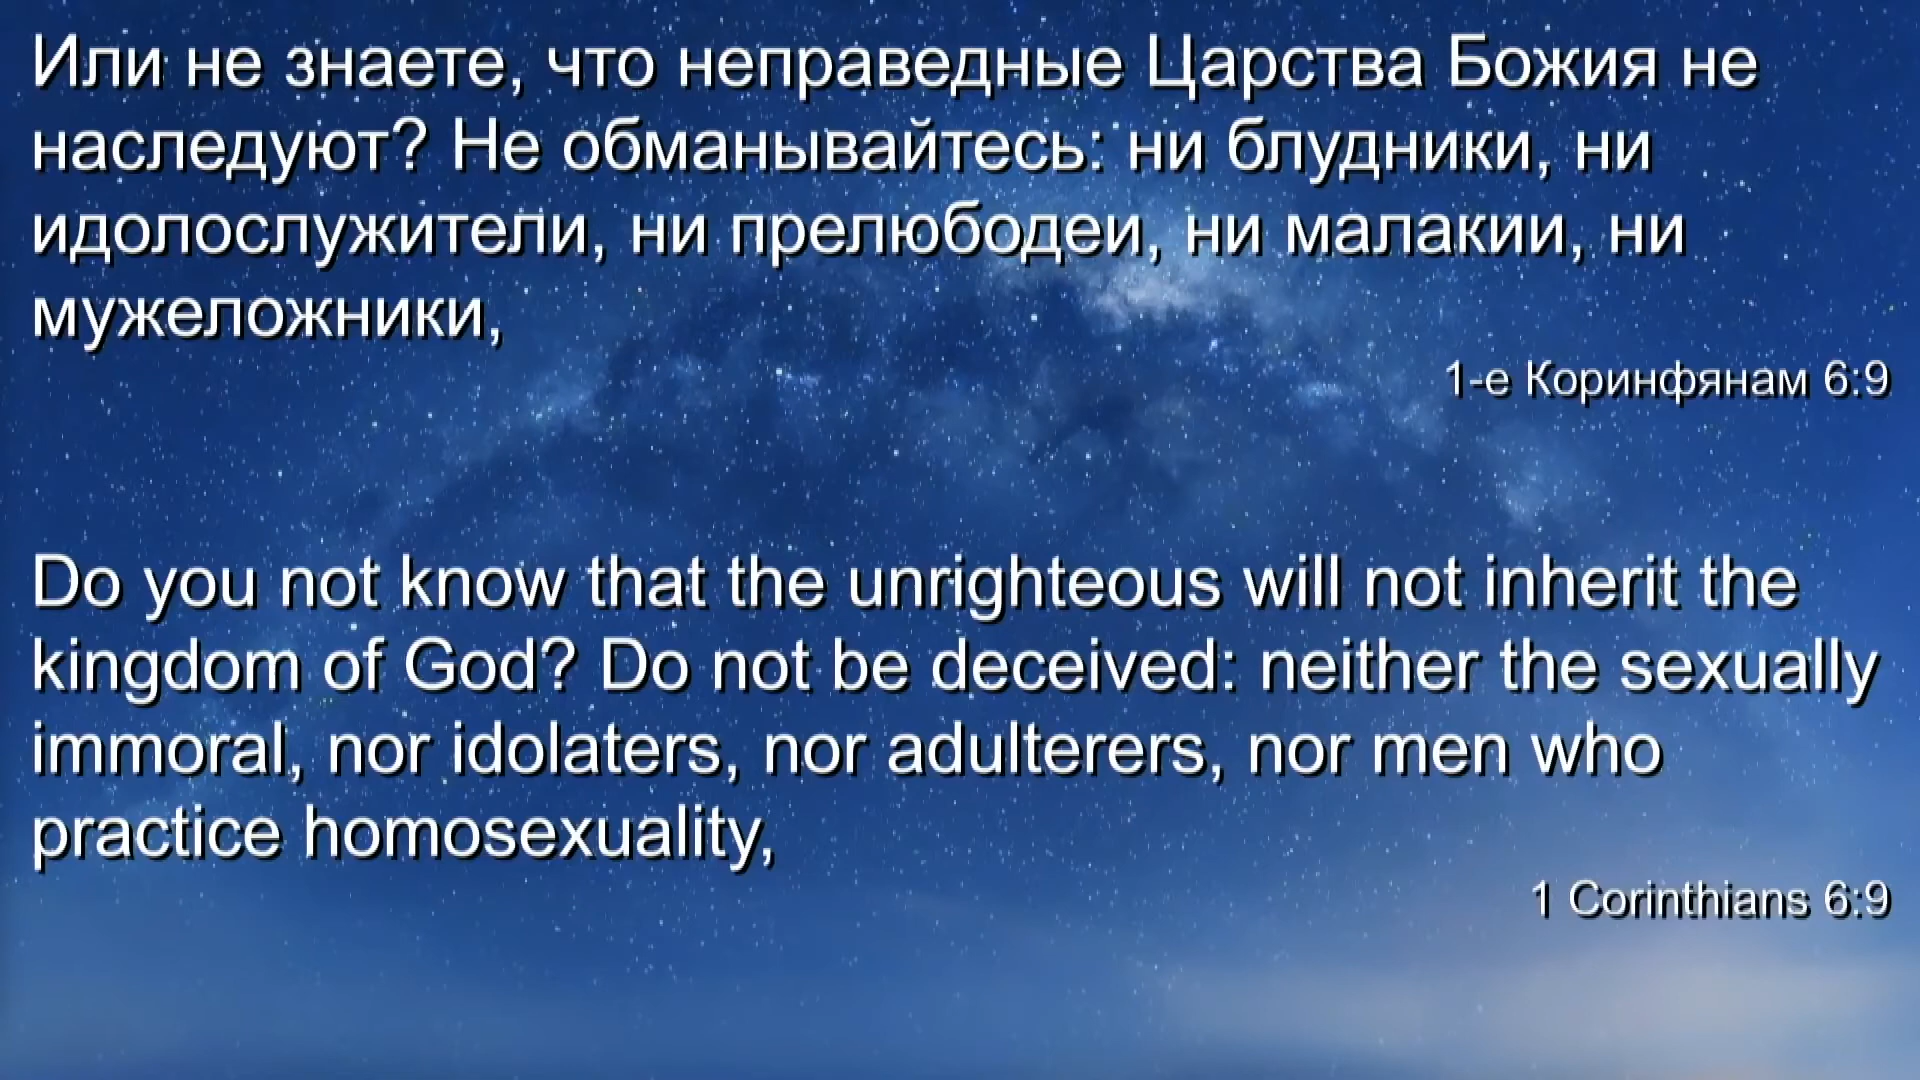 Или не знаете, что неправедные Царства Божия не
наследуют? Не обманывайтесь: ни блудники, ни
идолослужители, ни прелюбодеи, ни малакии, ни
мужеложники,
1-е Коринфянам 6:9
Do you not know that the unrighteous will not inherit the
kingdom of God? Do not be deceived: neither the sexually
immoral, nor idolaters, nor adulterers, nor men who
practice homosexuality,
1 Corinthians 6:9